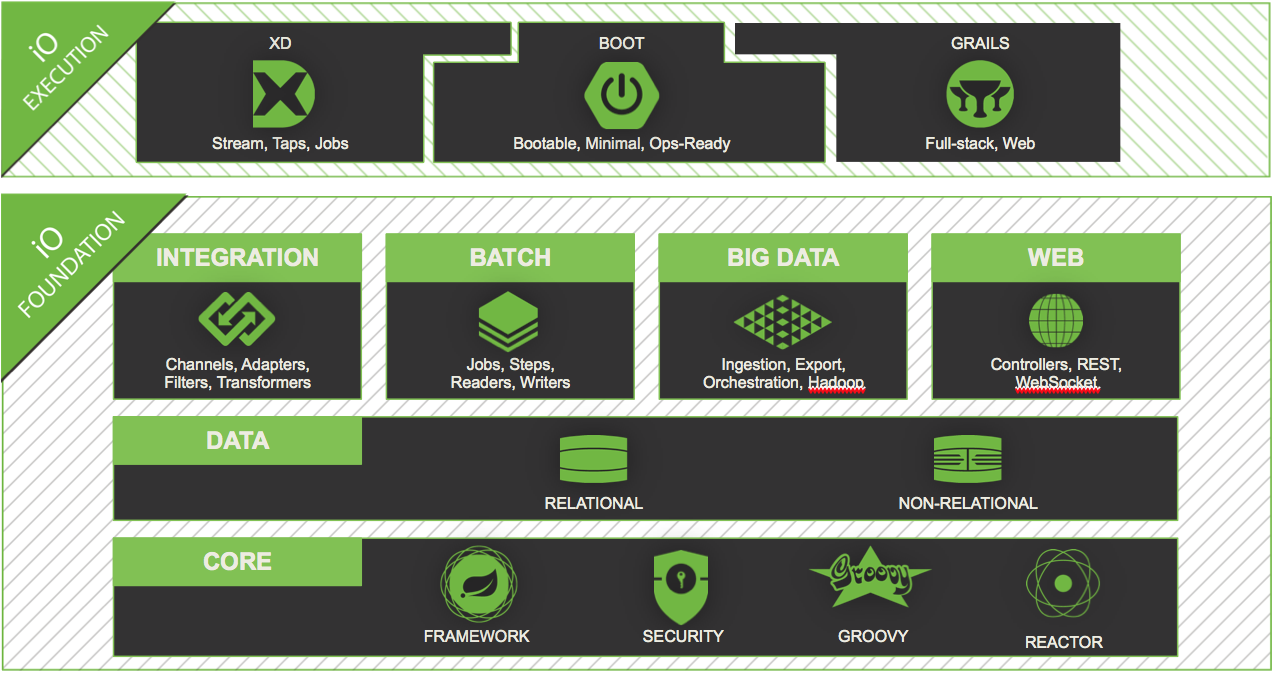 iO
EXECUTION
XD
Stream, Taps, Jobs
BOOT
Bootable, Minimal, Ops-Ready
GRAILS
Full-stack, Web
iO
FOUNDATION
INTEGRATION
Channels, Adapters,
Filters, Transformers
BATCH
Jobs, Steps,
Readers, Writers
BIG DATA
Ingestion, Export,
Orchestration, Hadoop
WEB
Controllers, REST,
WebSocket
DATA
RELATIONAL
NON-RELATIONAL
CORE
FRAMEWORK
SECURITY
Groovy
GROOVY
REACTOR